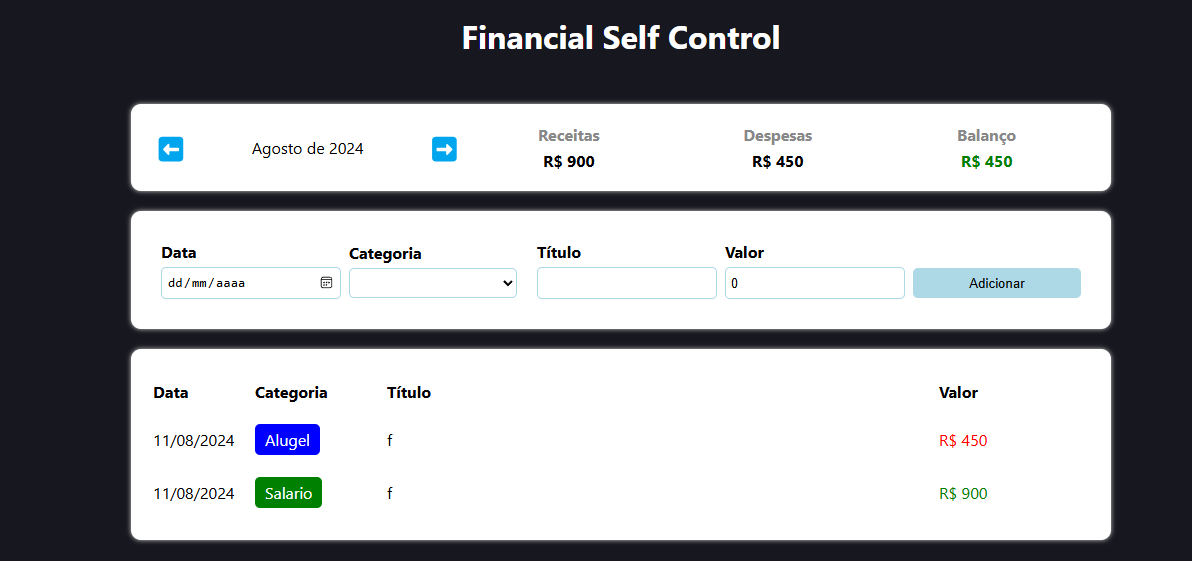 Financial Self Control
Agosto de 2024
Receitas
R$ 900
Despesas
R$ 450
Balanço
R$ 450
Data
dd/mm/aaaa
Categoria
Título
Valor
0
Adicionar
Data Categoria Título Valor
11/08/2024 Alugel f R$ 450
11/08/2024 Salario f R$ 900